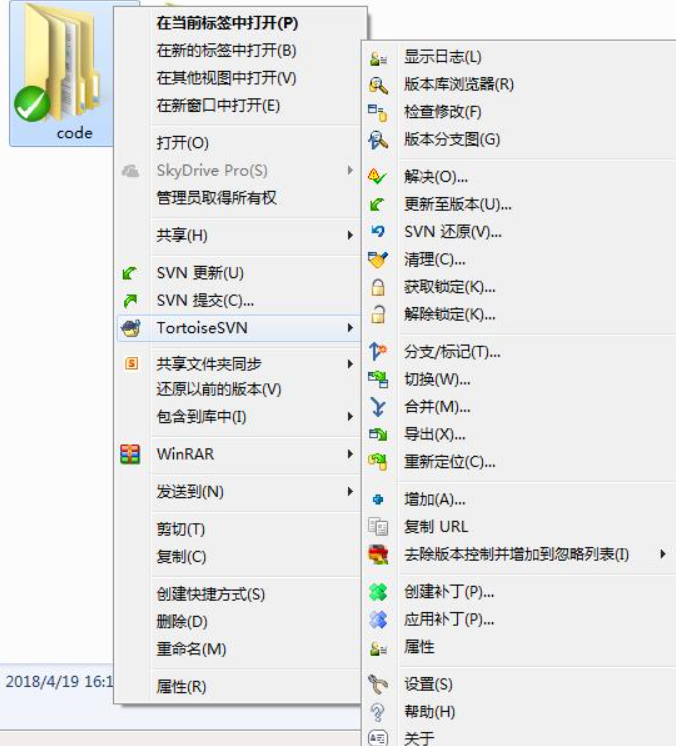 code
2018/4/19 16:1
在当前标签中打开(P)
在新的标签中打开(B)
在其他视图中打开(V)
在新窗口中打开(E)
打开(O)
SkyDrive Pro(S)
管理员取得所有权
共享(H)
SVN 更新(U)
SVN 提交(C)...
TortoiseSVN
共享文件夹同步
还原以前的版本(V)
包含到库中(I)
WinRAR
发送到(N)
剪切(T)
复制(C)
创建快捷方式(S)
删除(D)
重命名(M)
属性(R)
显示日志(L)
版本库浏览器(R)
检查修改(F)
版本分支图(G)
解决(O)...
更新至版本(U)...
SVN 还原(V)...
清理(C)...
获取锁定(K)...
解除锁定(K)...
分支/标记(T)...
切换(W)...
合并(M)...
导出(X)...
重新定位(C)...
增加(A)...
复制 URL
去除版本控制并增加到忽略列表(I)
创建补丁(P)...
应用补丁(P)...
属性
设置(S)
帮助(H)
关于